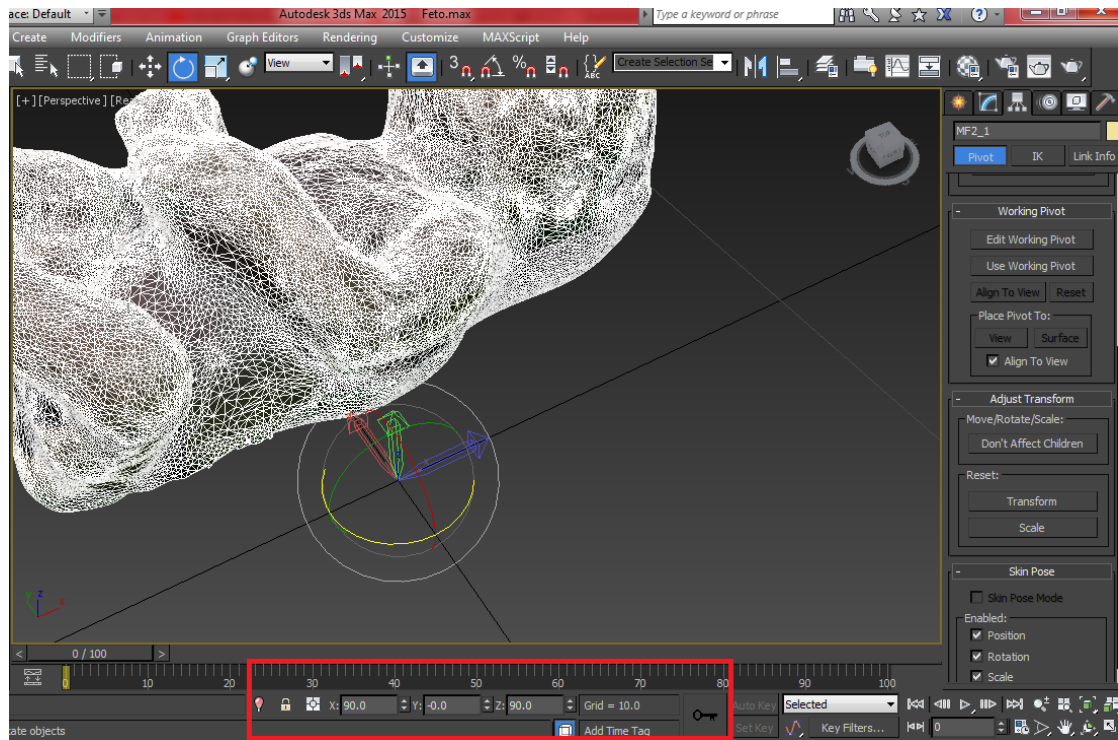 ace: Default Autodesk 3ds Max 2015 Feto.max Type a keyword or phrase
Create Modifiers Animation Graph Editors Rendering Customize MAXScript Help
View 3 % ABC Create Selection Se
[+] [Perspective] [Re
MF2_1
Pivot IK Link Info
- Working Pivot
Edit Working Pivot
Use Working Pivot
Align To View Reset
Place Pivot To:
View Surface
Align To View
- Adjust Transform
Move/Rotate/Scale:
Don't Affect Children
Reset:
Transform
Scale
- Skin Pose
Skin Pose Mode
Enabled:
Position
Rotation
Scale
y z x
< 0 / 100 >
0 10 20 30 40 50 60 70 80 90 100
X: 90.0 Y: -0.0 Z: 90.0 Grid = 10.0 Auto Key Selected
tate objects Add Time Tag Set Key Key Filters... 0